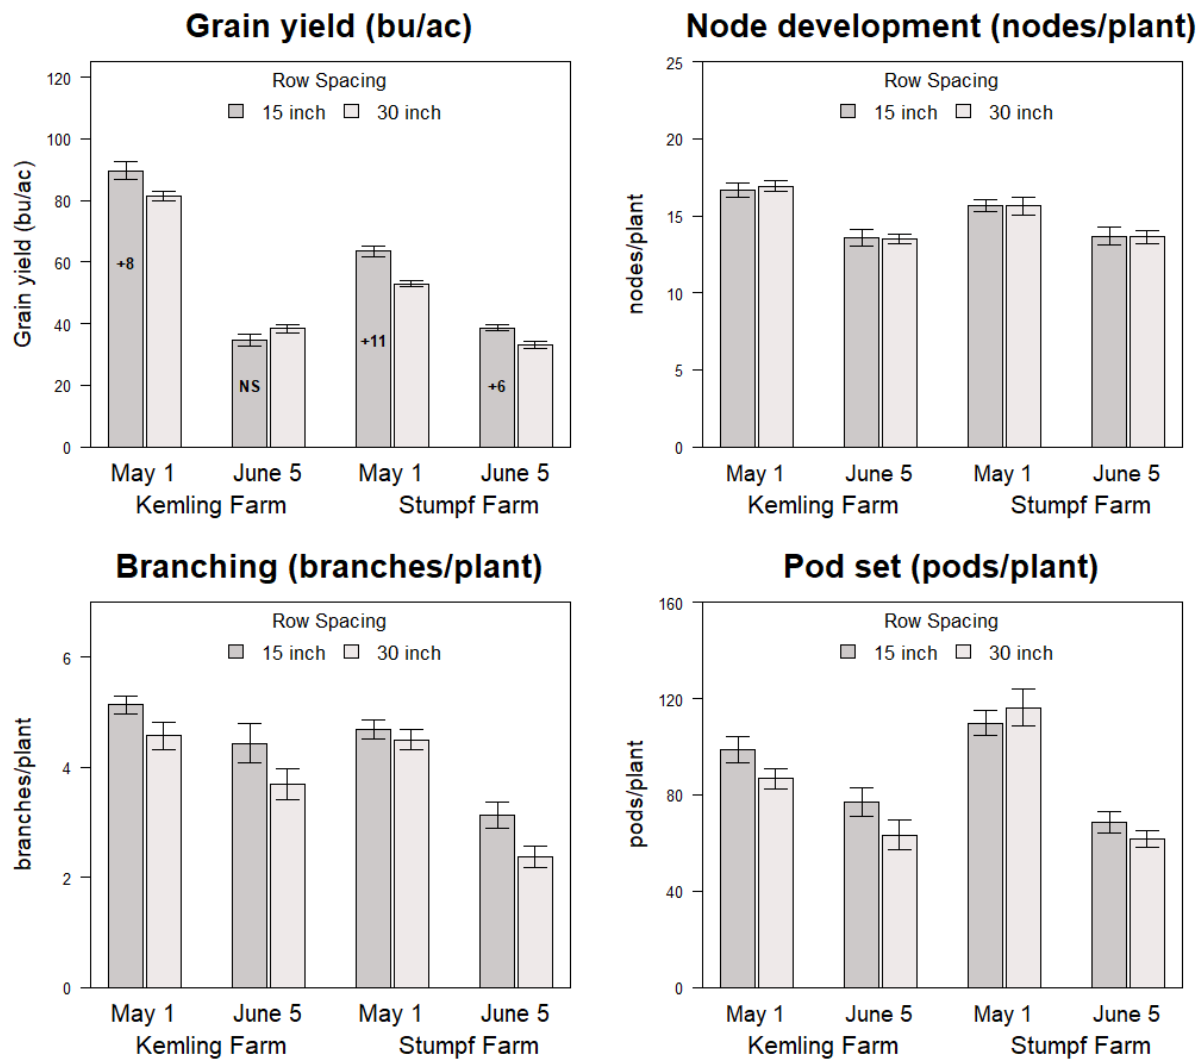 Grain yield (bu/ac)
Row Spacing
15 inch 30 inch
Grain yield (bu/ac)
120
100
80
60
40
20
0
+8
NS
+11
+6
May 1 June 5 May 1 June 5
Kemling Farm Stumpf Farm
Node development (nodes/plant)
Row Spacing
15 inch 30 inch
nodes/plant
25
20
15
10
5
0
May 1 June 5 May 1 June 5
Kemling Farm Stumpf Farm
Branching (branches/plant)
Row Spacing
15 inch 30 inch
branches/plant
6
4
2
0
May 1 June 5 May 1 June 5
Kemling Farm Stumpf Farm
Pod set (pods/plant)
Row Spacing
15 inch 30 inch
pods/plant
160
120
80
40
0
May 1 June 5 May 1 June 5
Kemling Farm Stumpf Farm